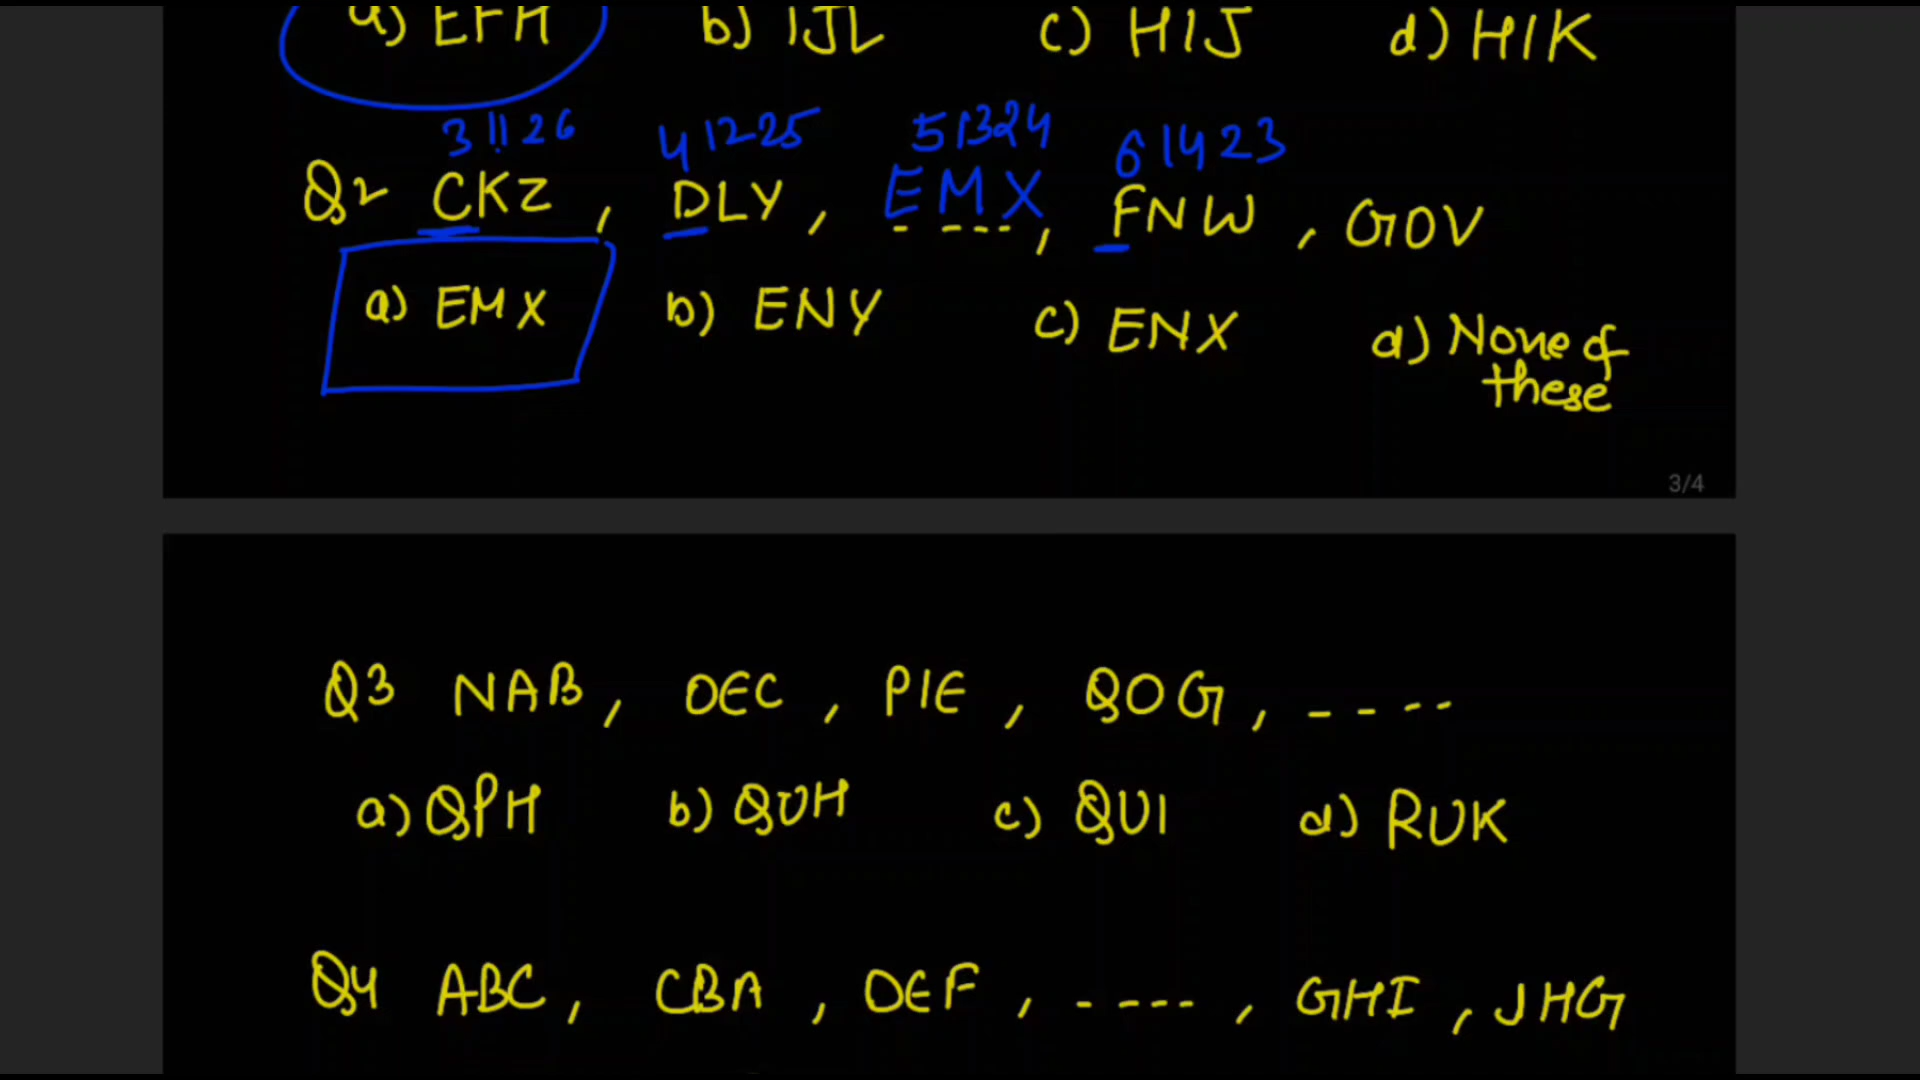 a) EFH b) IJL c) HIJ d) HIK
3 11 26 4 12 25 5 13 24 6 14 23
Q2 CKZ, DLY, EMX, FNW, GOV
a) EMX b) ENY c) ENX d) None of these
3/4
Q3 NAB, OEC, PIE, QOG, ----
a) QPH b) QUH c) QUI d) RUK
Q4 ABC, CBA, DEF, ----, GHI, JHG